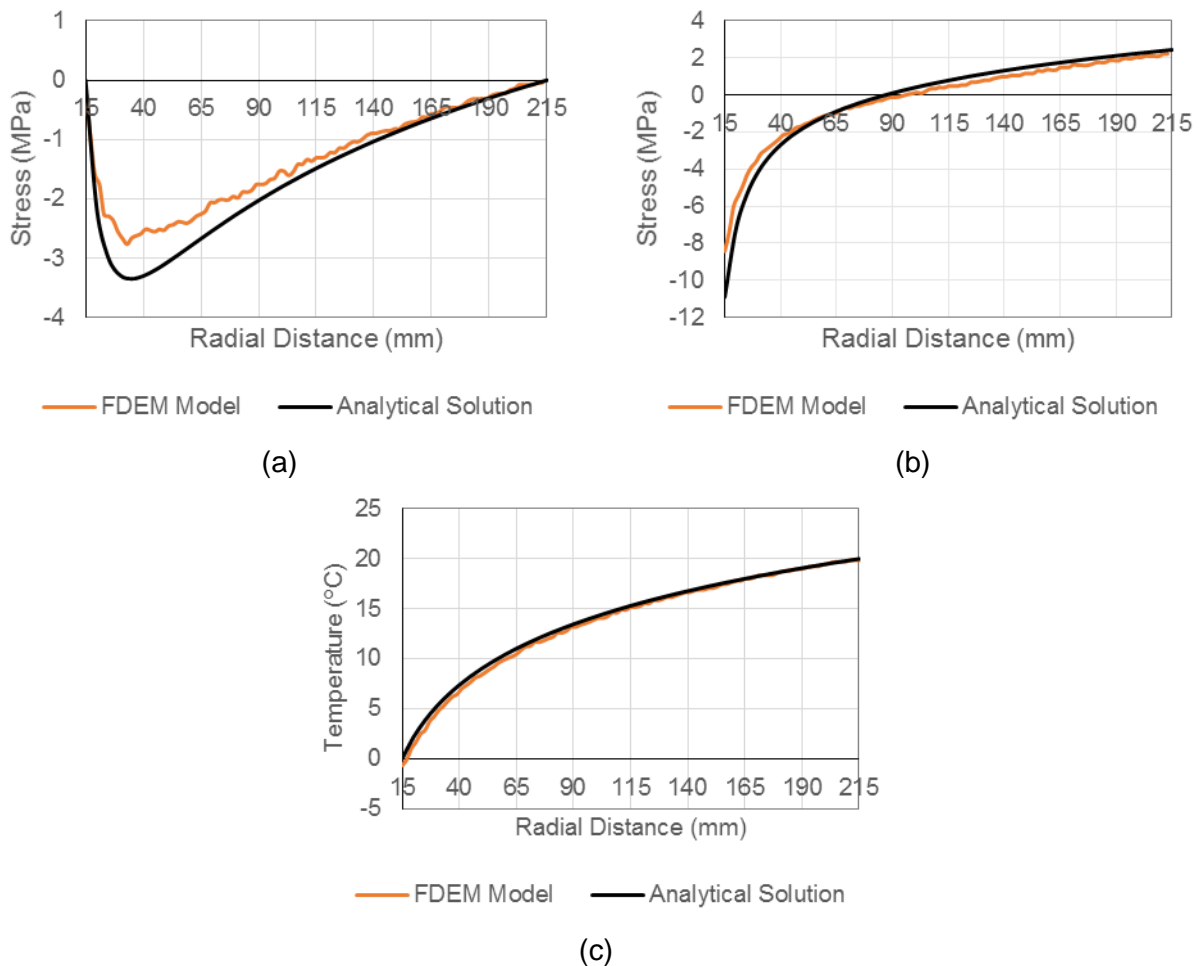 1
0
-1
-2
-3
-4
15 40 65 90 115 140 165 190 215
Stress (MPa)
Radial Distance (mm)
FDEM Model Analytical Solution
(a)
4
2
0
-2
-4
-6
-8
-10
-12
15 40 65 90 115 140 165 190 215
Stress (MPa)
Radial Distance (mm)
FDEM Model Analytical Solution
(b)
25
20
15
10
5
0
-5
15 40 65 90 115 140 165 190 215
Temperature (°C)
Radial Distance (mm)
FDEM Model Analytical Solution
(c)